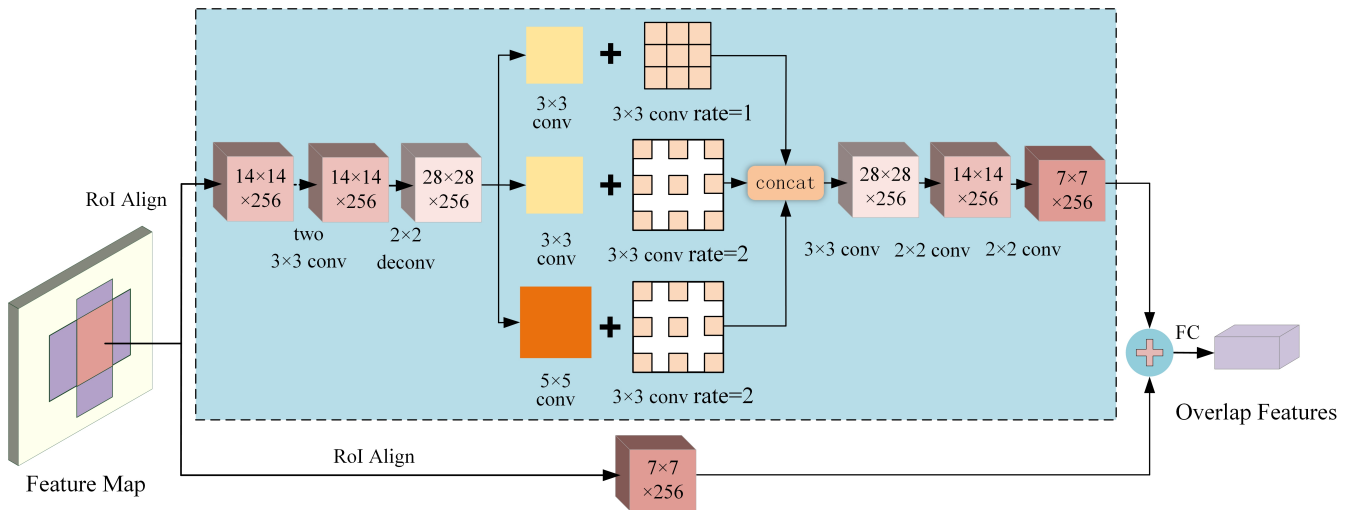 3×3
conv
3×3 conv rate=1
RoI Align
14×14
×256
14×14
×256
28×28
×256
two
3×3 conv
2×2
deconv
3×3
conv
3×3 conv rate=2
concat
28×28
×256
14×14
×256
7×7
×256
3×3 conv
2×2 conv
2×2 conv
5×5
conv
3×3 conv rate=2
FC
Overlap Features
Feature Map
RoI Align
7×7
×256